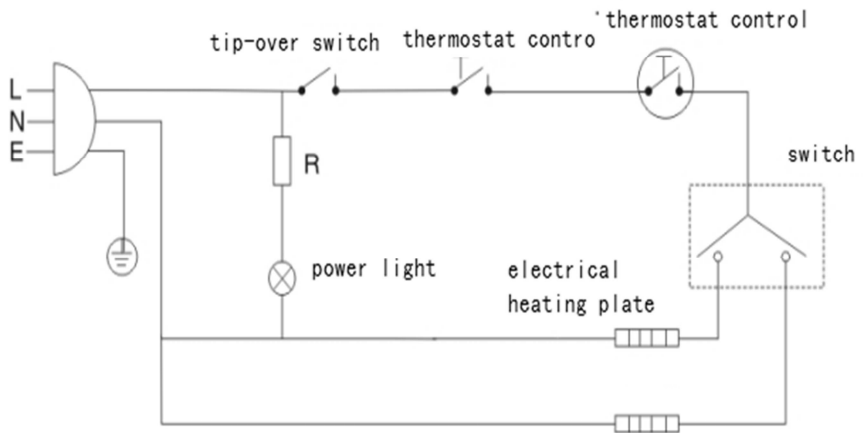 thermostat control
tip-over switch
thermostat contro
L
N
E
R
switch
power light
electrical
heating plate